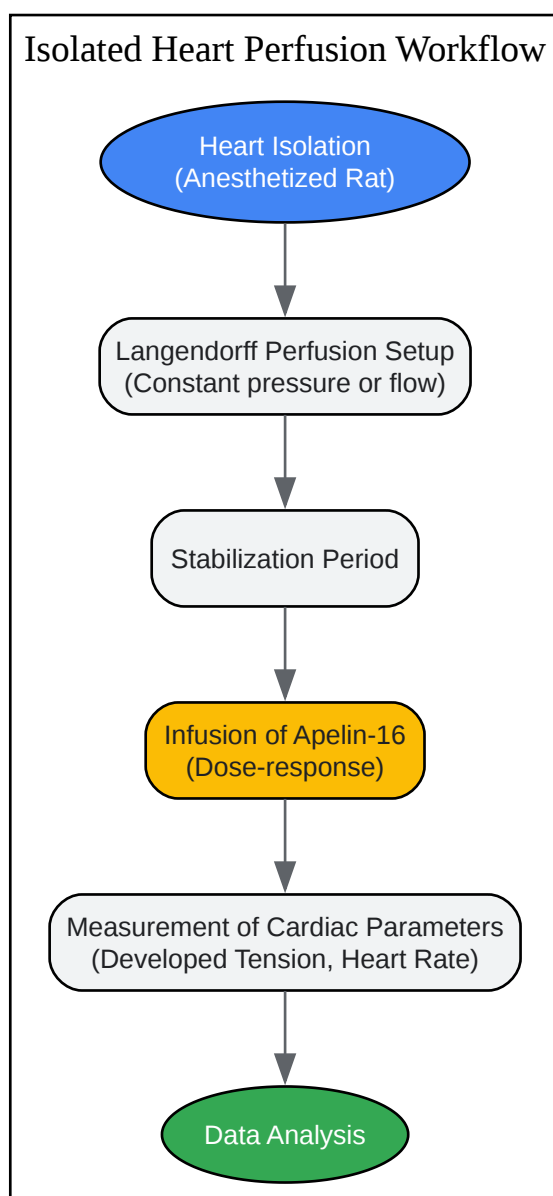 Isolated Heart Perfusion Workflow
Heart Isolation
(Anesthetized Rat)
Langendorff Perfusion Setup
(Constant pressure or flow)
Stabilization Period
Infusion of Apelin-16
(Dose-response)
Measurement of Cardiac Parameters
(Developed Tension, Heart Rate)
Data Analysis